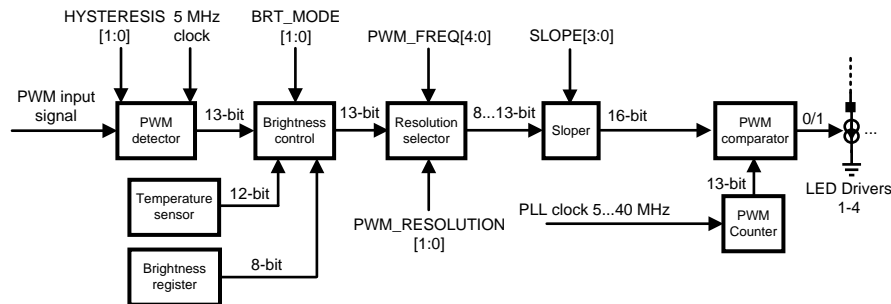 HYSTERESIS
[1:0]
5 MHz
clock
BRT_MODE
[1:0]
PWM_FREQ[4:0]
SLOPE[3:0]
PWM input
signal
PWM
detector
13-bit
Brightness
control
13-bit
Resolution
selector
8...13-bit
Sloper
16-bit
PWM
comparator
0/1
...
Temperature
sensor
12-bit
Brightness
register
8-bit
PWM_RESOLUTION
[1:0]
PLL clock 5...40 MHz
13-bit
PWM
Counter
LED Drivers
1-4